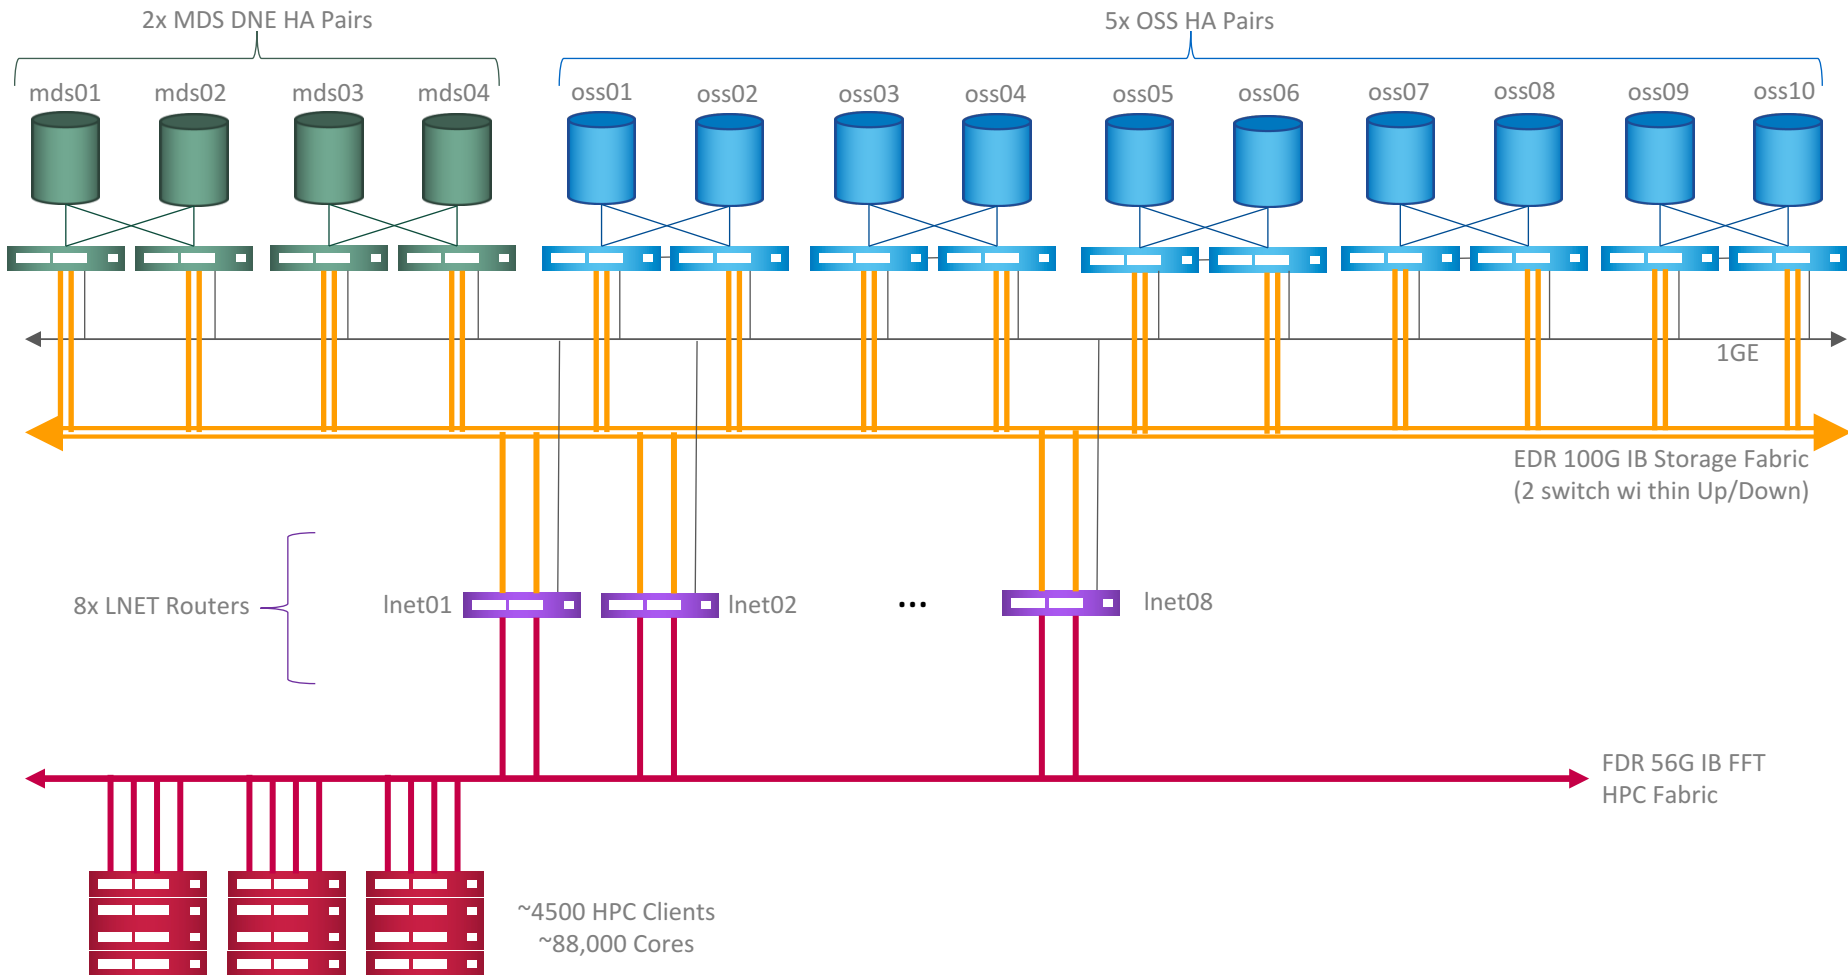 2x MDS DNE HA Pairs
5x OSS HA Pairs
mds01
mds02
mds03
mds04
oss01
oss02
oss03
oss04
oss05
oss06
oss07
oss08
oss09
oss10
1GE
EDR 100G IB Storage Fabric
(2 switch wi thin Up/Down)
8x LNET Routers
lnet01
lnet02
...
lnet08
FDR 56G IB FFT
HPC Fabric
~4500 HPC Clients
~88,000 Cores